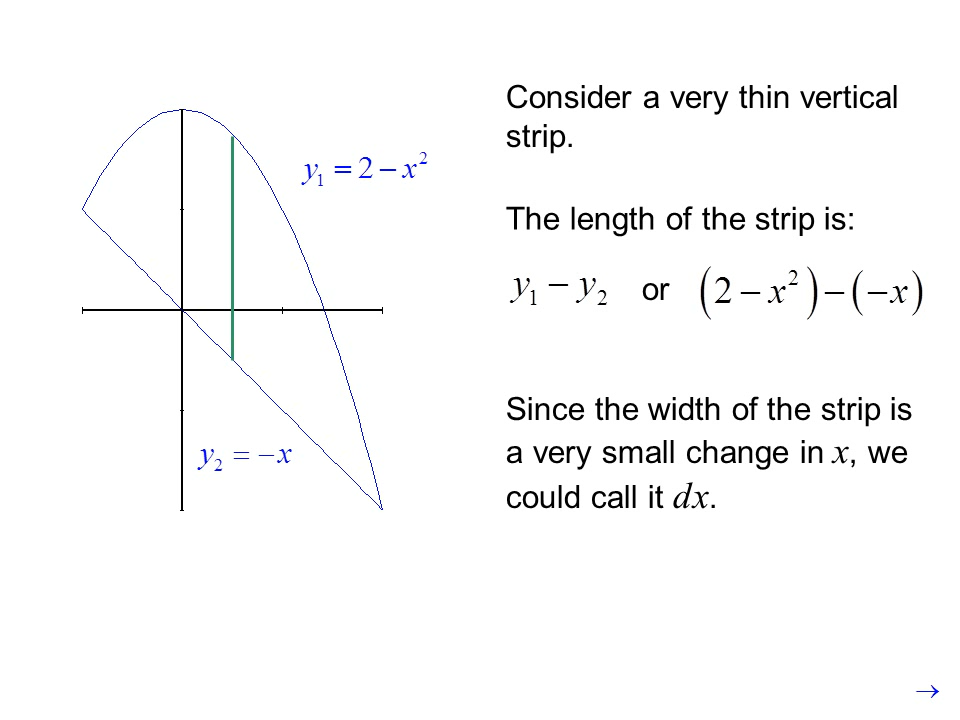 y₁ = 2 − x²
y₂ = −x
Consider a very thin vertical
strip.
The length of the strip is:
y₁ − y₂ or (2 − x²) − (−x)
Since the width of the strip is
a very small change in x, we
could call it dx.
→